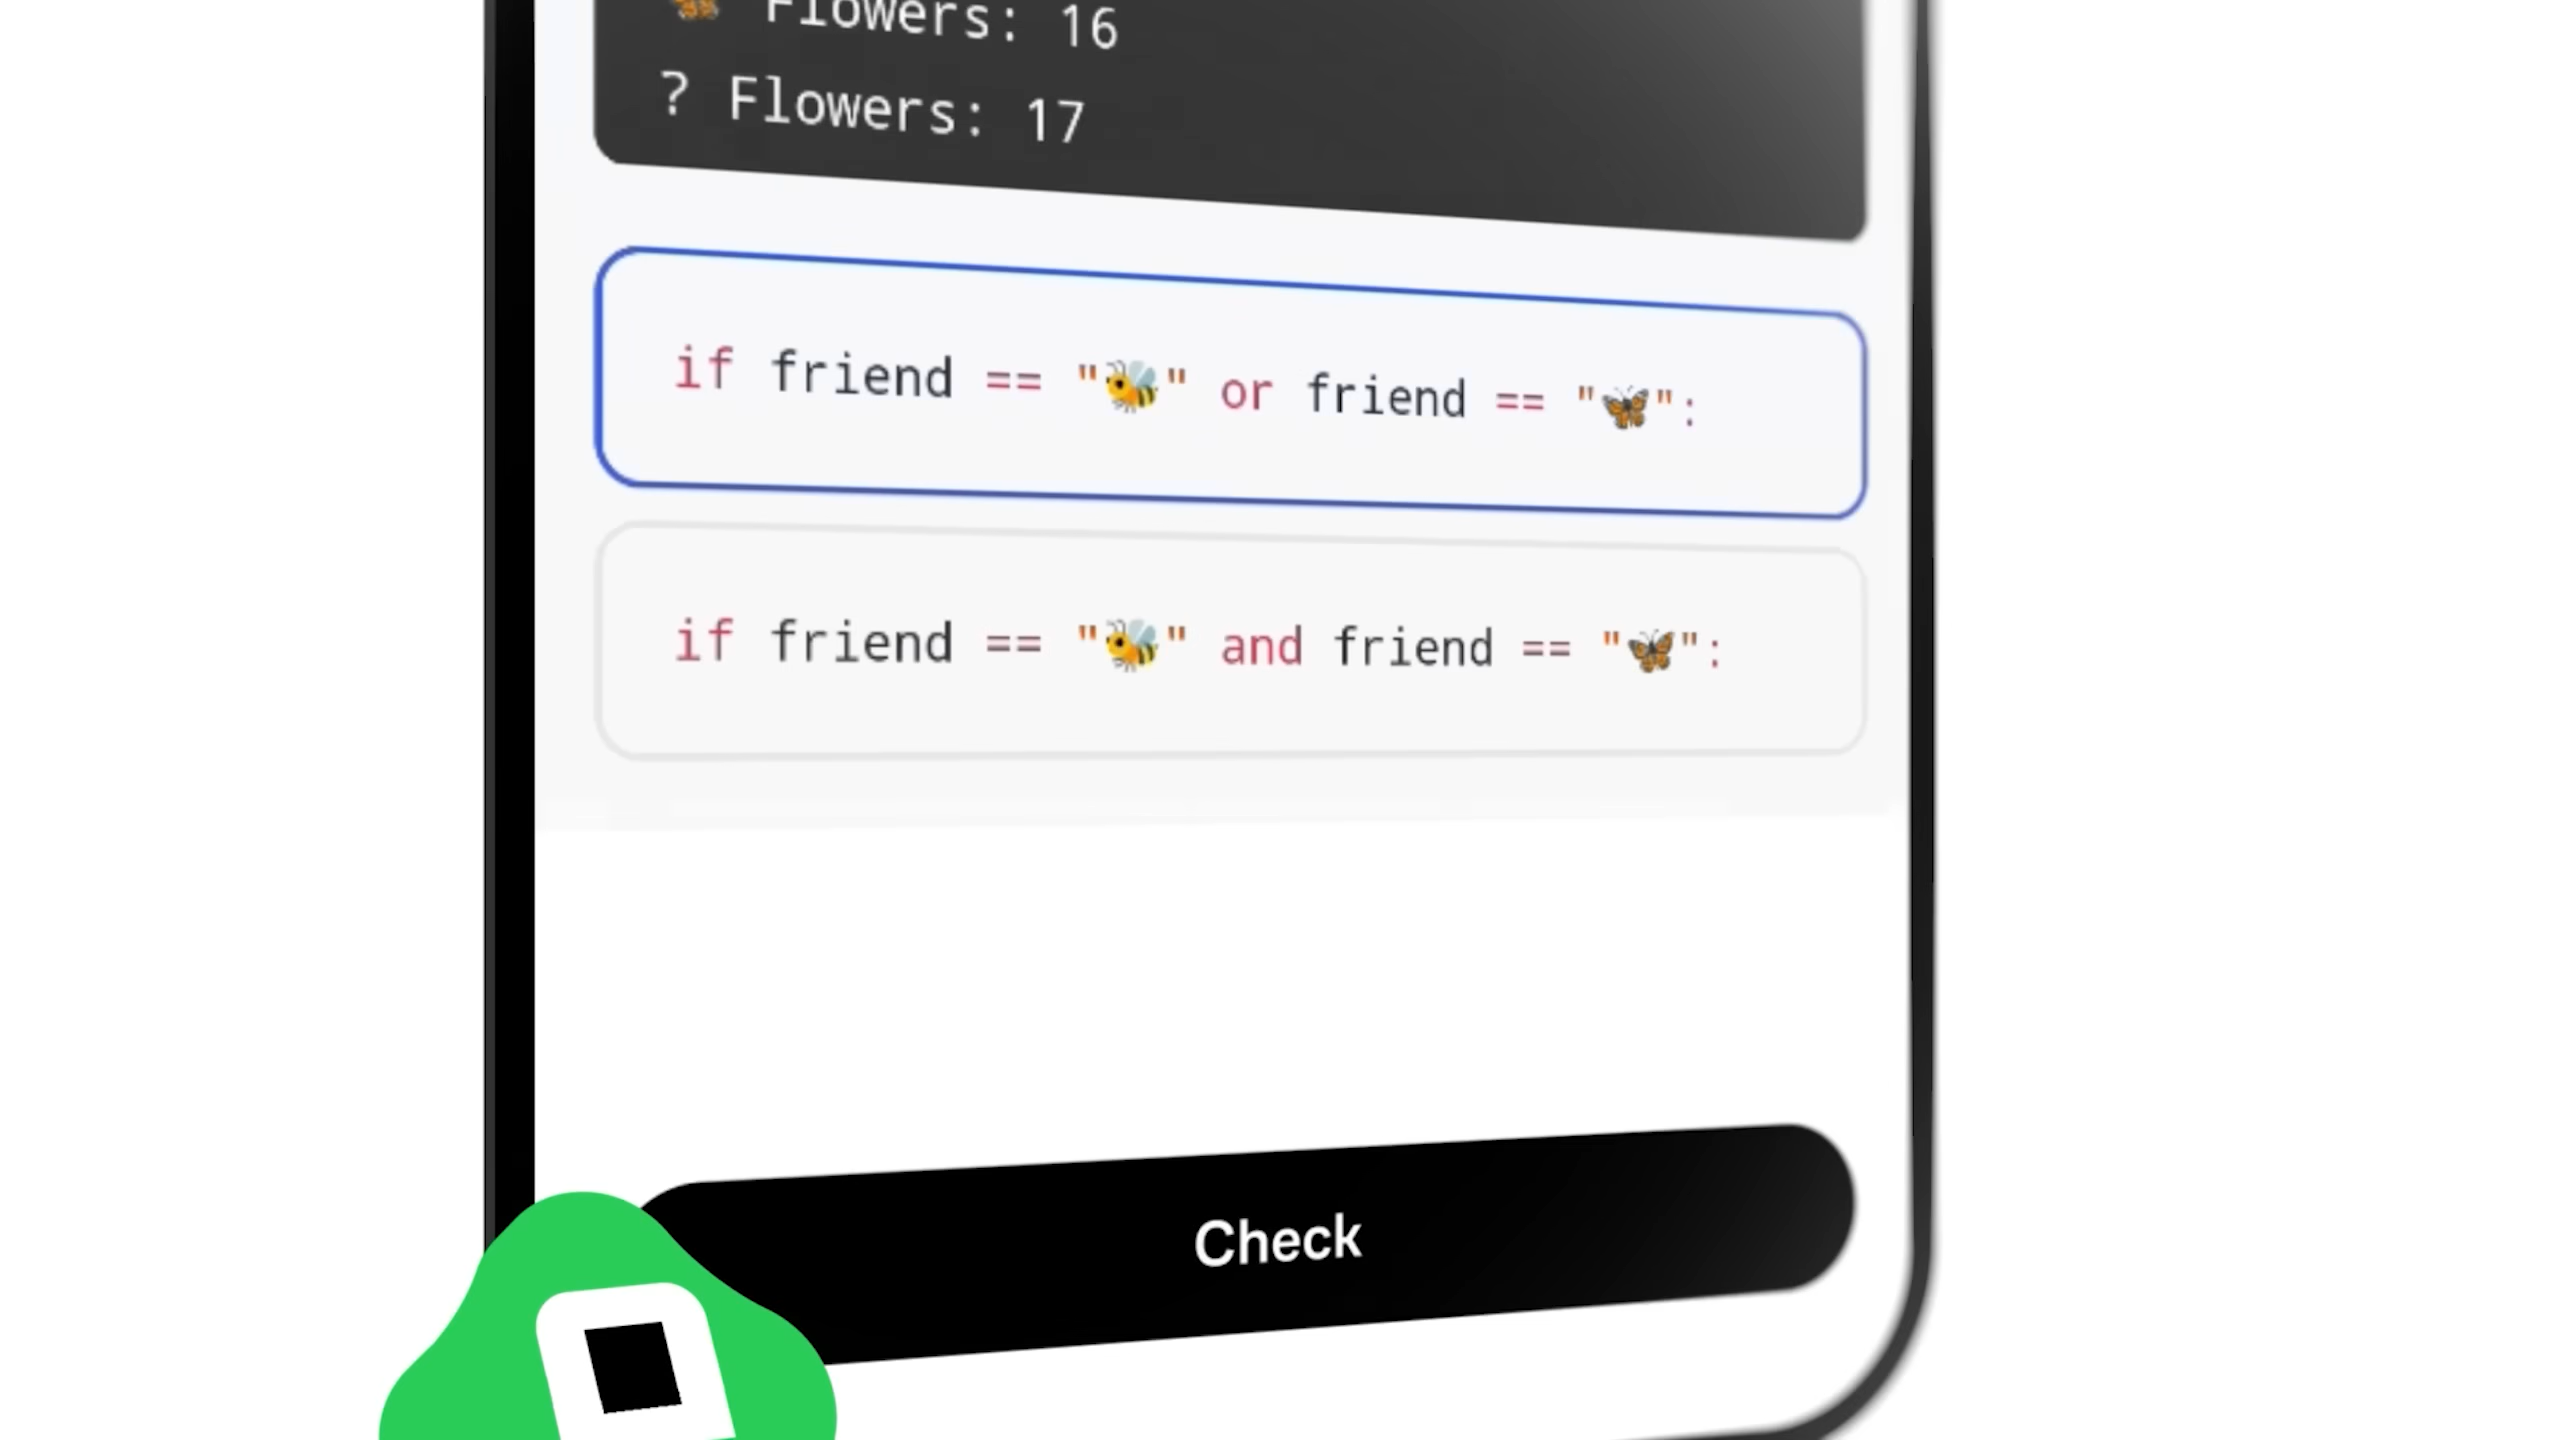 🦋 Flowers: 16
? Flowers: 17
if friend == "🐝" or friend == "🦋":
if friend == "🐝" and friend == "🦋":
Check